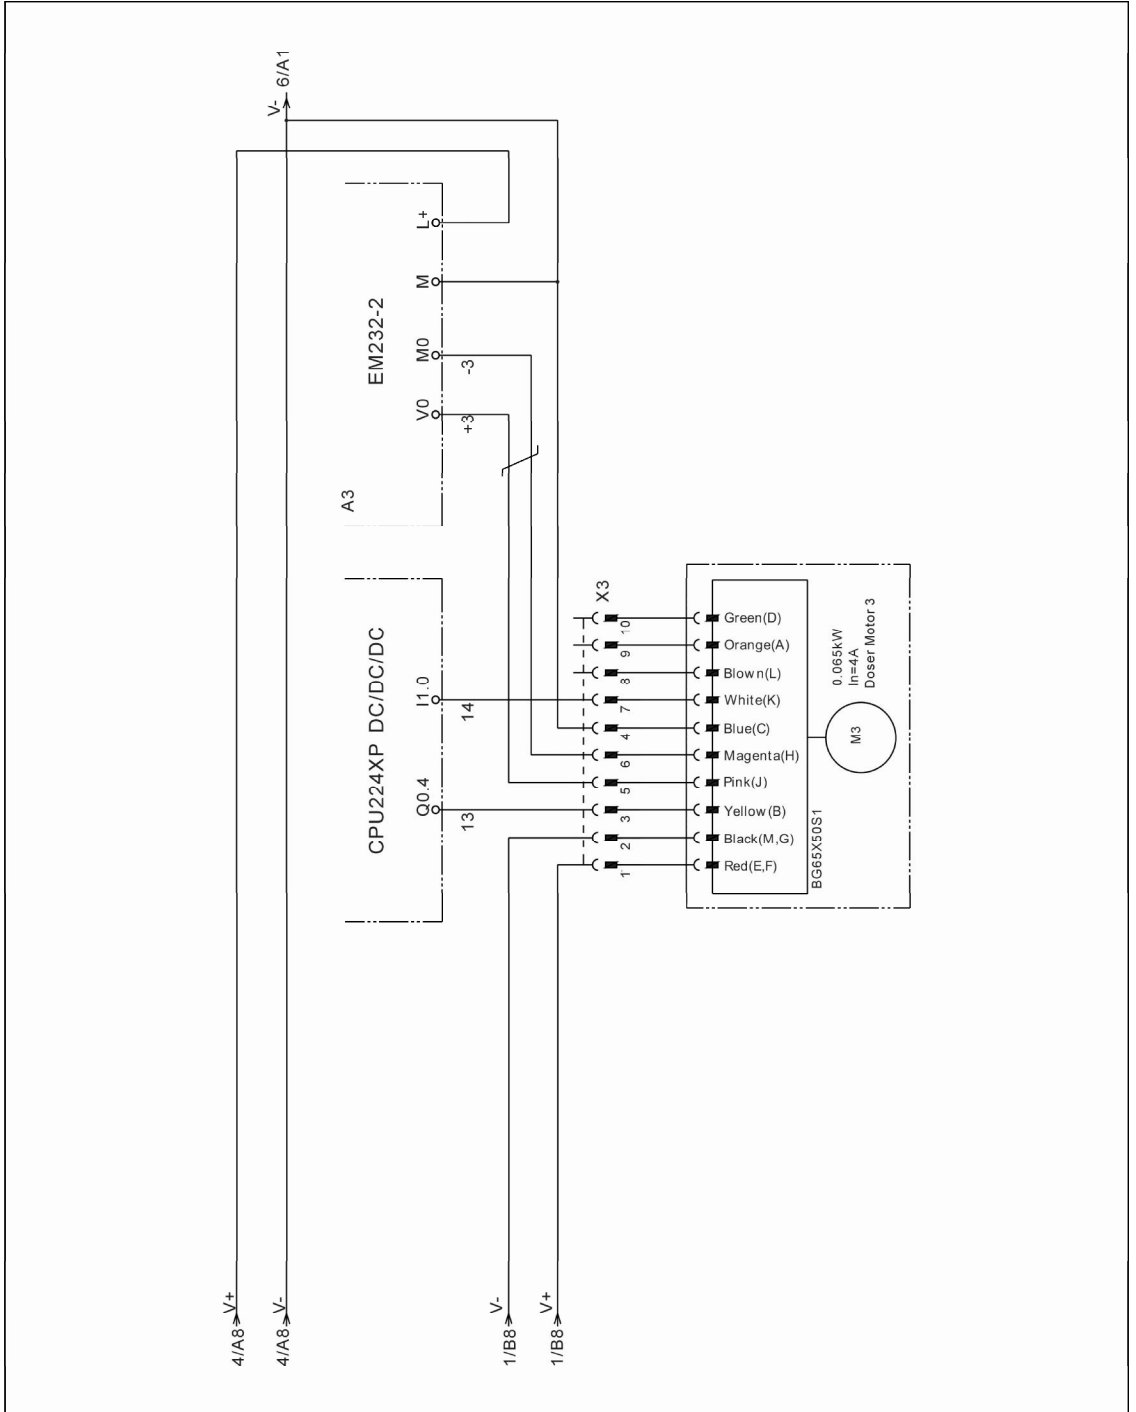 V- 6/A1
L+
M
EM232-2
M0
-3
V0
+3
A3
X3
CPU224XP DC/DC/DC
I1.0
14
Q0.4
13
10
9
8
7
4
6
5
3
2
1
Green(D)
Orange(A)
Blown(L)
White(K)
Blue(C)
Magenta(H)
Pink(J)
Yellow(B)
Black(M,G)
Red(E,F)
BG65X50S1
M3
0.065kW
In=4A
Doser Motor 3
4/A8 V+
4/A8 V-
1/B8 V-
1/B8 V+